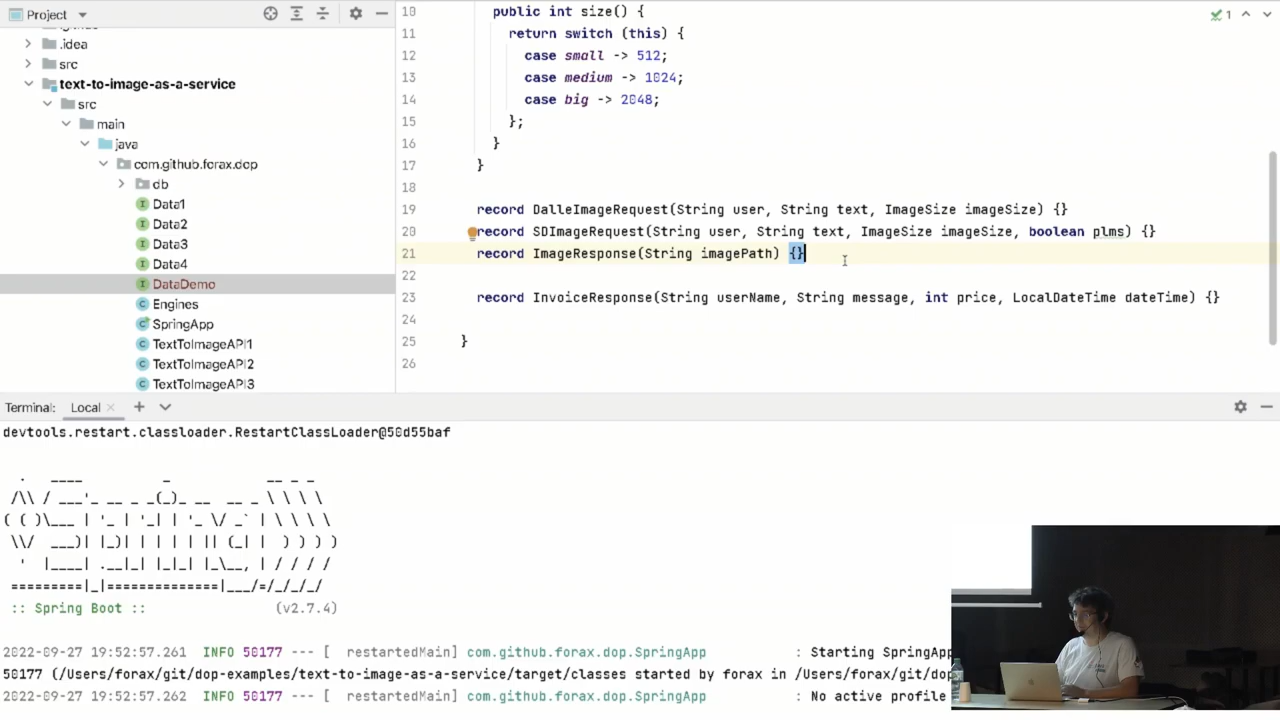 Project
.github
.idea
src
text-to-image-as-a-service
src
main
java
com.github.forax.dop
db
Data1
Data2
Data3
Data4
DataDemo
Engines
SpringApp
TextToImageAPI1
TextToImageAPI2
TextToImageAPI3
1
10 public int size() {
11 return switch (this) {
12 case small -> 512;
13 case medium -> 1024;
14 case big -> 2048;
15 };
16 }
17 }
18
19 record DalleImageRequest(String user, String text, ImageSize imageSize) {}
20 record SDImageRequest(String user, String text, ImageSize imageSize, boolean plms) {}
21 record ImageResponse(String imagePath) {}
22
23 record InvoiceResponse(String userName, String message, int price, LocalDateTime dateTime) {}
24
25 }
26
Terminal: Local
devtools.restart.classloader.RestartClassLoader@50d55baf
:: Spring Boot :: (v2.7.4)
2022-09-27 19:52:57.261 INFO 50177 --- [ restartedMain] com.github.forax.dop.SpringApp : Starting SpringApp
50177 (/Users/forax/git/dop-examples/text-to-image-as-a-service/target/classes started by forax in /Users/forax/git/dop
2022-09-27 19:52:57.262 INFO 50177 --- [ restartedMain] com.github.forax.dop.SpringApp : No active profile